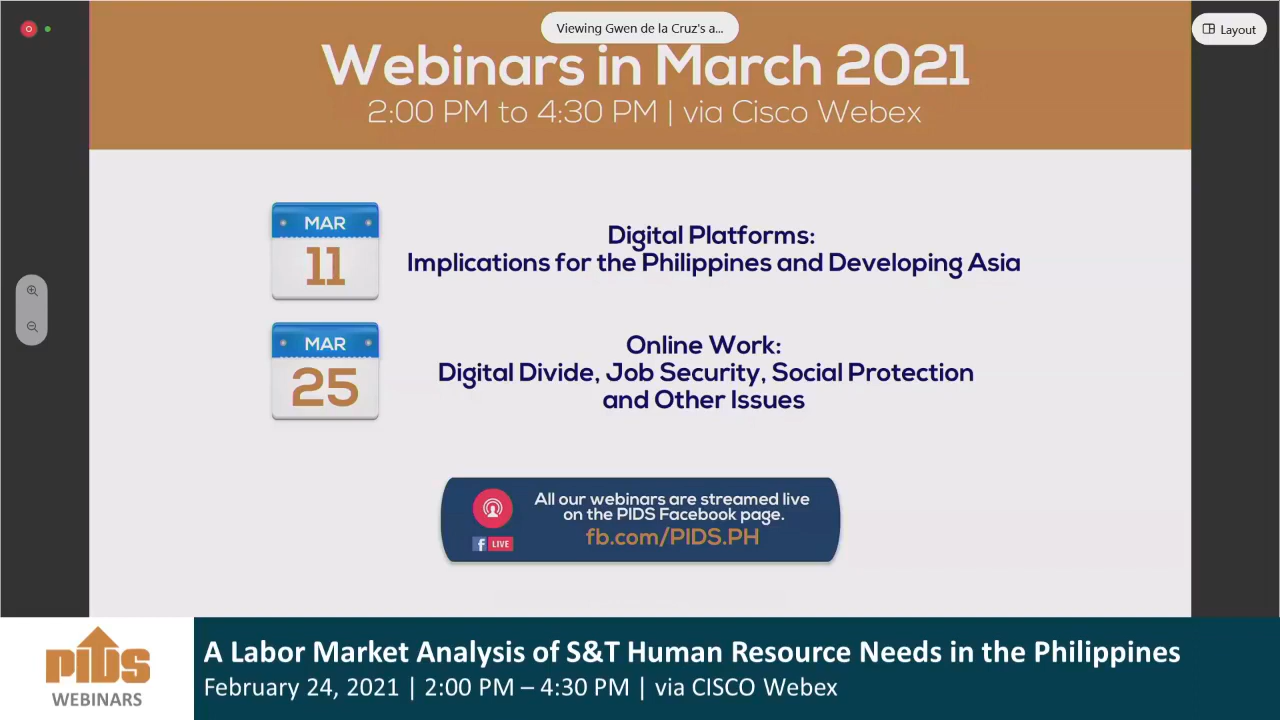 Viewing Gwen de la Cruz's a...
Layout
Webinars in March 2021
2:00 PM to 4:30 PM | via Cisco Webex
MAR
11
Digital Platforms:
Implications for the Philippines and Developing Asia
MAR
25
Online Work:
Digital Divide, Job Security, Social Protection
and Other Issues
All our webinars are streamed live
on the PIDS Facebook page.
fb.com/PIDS.PH
f LIVE
PIDS
WEBINARS
A Labor Market Analysis of S&T Human Resource Needs in the Philippines
February 24, 2021 | 2:00 PM – 4:30 PM | via CISCO Webex